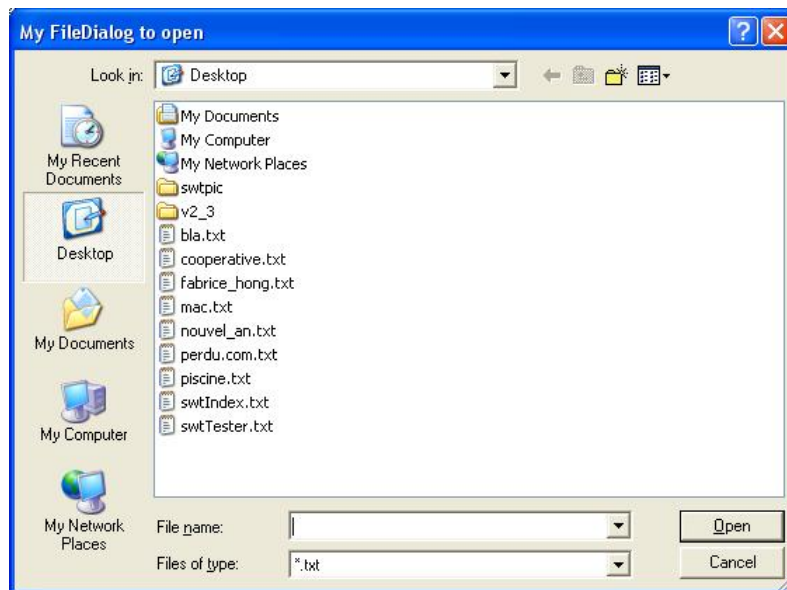 My FileDialog to open
Look in:
Desktop
My Recent
Documents
Desktop
My Documents
My Computer
My Network
Places
My Documents
My Computer
My Network Places
swtpic
v2_3
bla.txt
cooperative.txt
fabrice_hong.txt
mac.txt
nouvel_an.txt
perdu.com.txt
piscine.txt
swtIndex.txt
swtTester.txt
File name:
Open
Files of type:
*.txt
Cancel